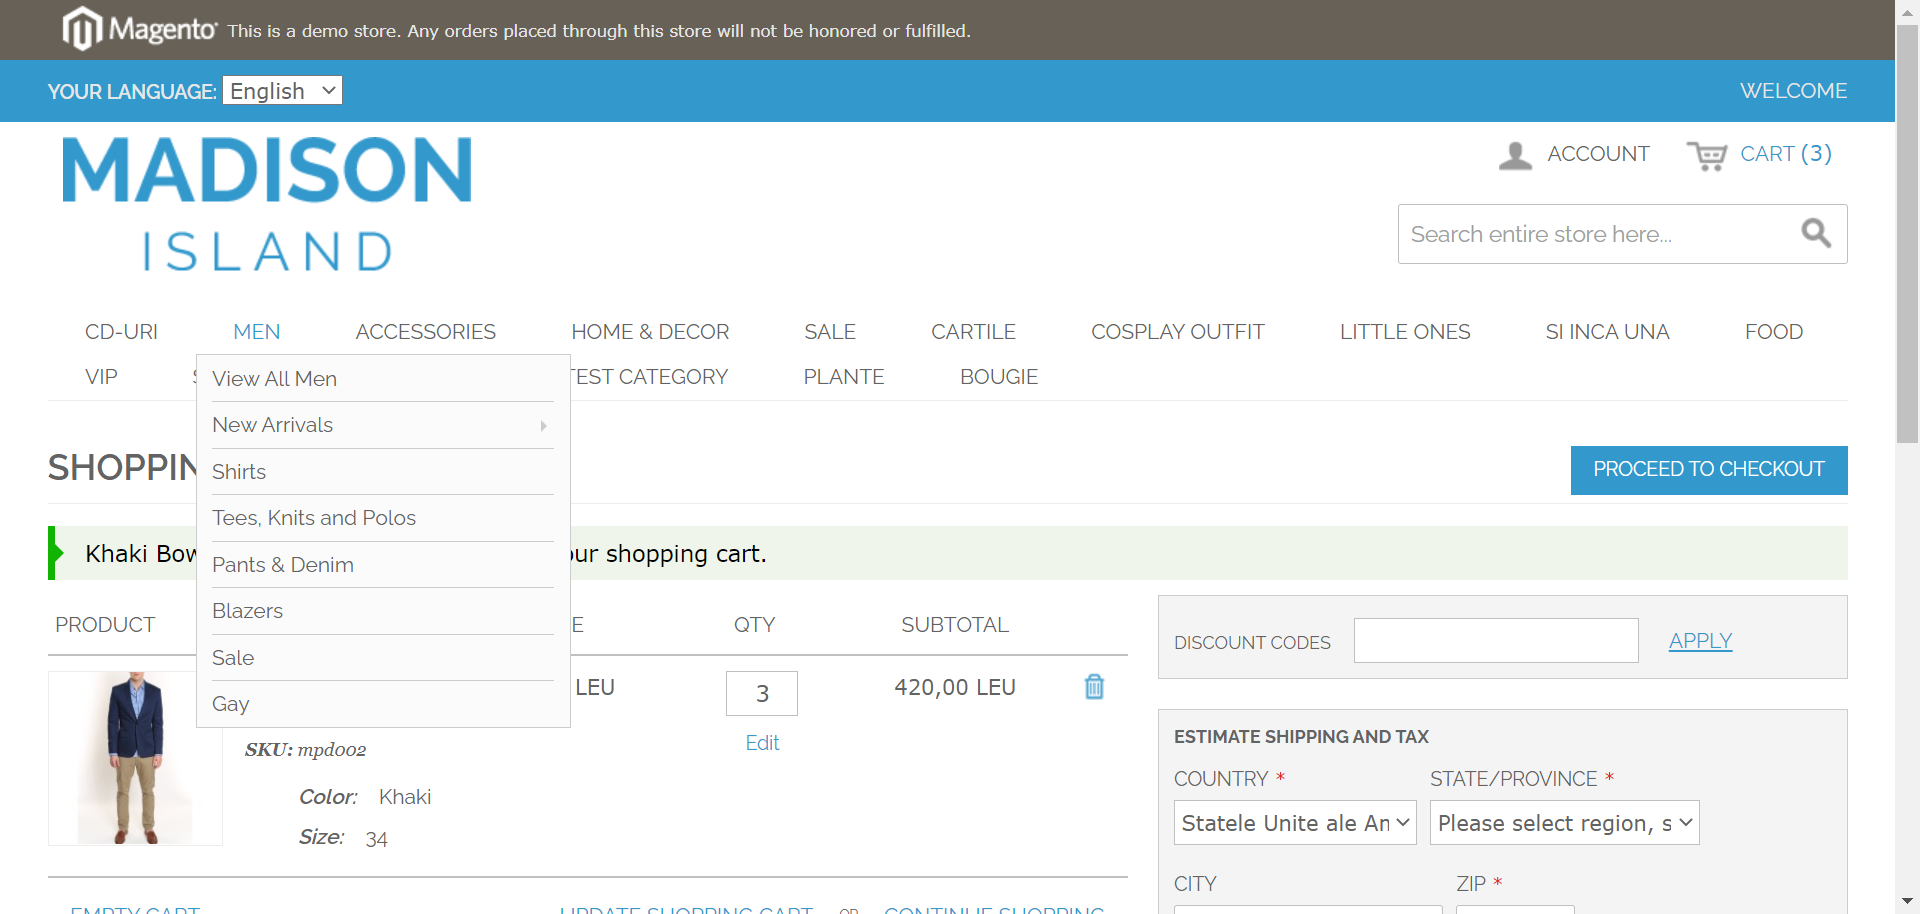 Magento This is a demo store. Any orders placed through this store will not be honored or fulfilled.
YOUR LANGUAGE: English WELCOME
MADISON
ISLAND
ACCOUNT CART (3)
Search entire store here...
CD-URI MEN ACCESSORIES HOME & DECOR SALE CARTILE COSPLAY OUTFIT LITTLE ONES SI INCA UNA FOOD
VIP TEST CATEGORY PLANTE BOUGIE
View All Men
New Arrivals
Shirts
Tees, Knits and Polos
Pants & Denim
Blazers
Sale
Gay
SHOPPIN
PROCEED TO CHECKOUT
Khaki Bow our shopping cart.
PRODUCT E QTY SUBTOTAL
LEU 3 420,00 LEU
Edit
SKU: mpd002
Color: Khaki
Size: 34
EMPTY CART UPDATE SHOPPING CART OR CONTINUE SHOPPING
DISCOUNT CODES APPLY
ESTIMATE SHIPPING AND TAX
COUNTRY * STATE/PROVINCE *
Statele Unite ale Am Please select region, s
CITY ZIP *